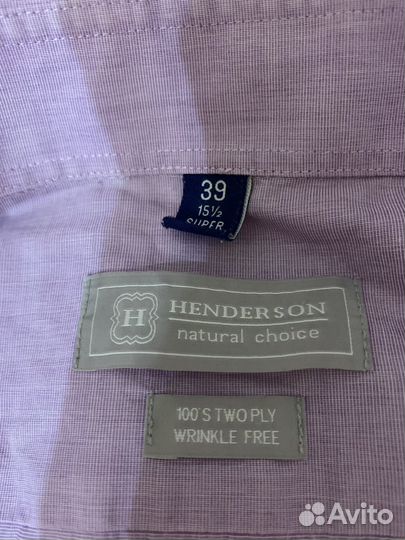 39
15½
SUPER
H
HENDERSON
natural choice
100'S TWO PLY
WRINKLE FREE
Avito